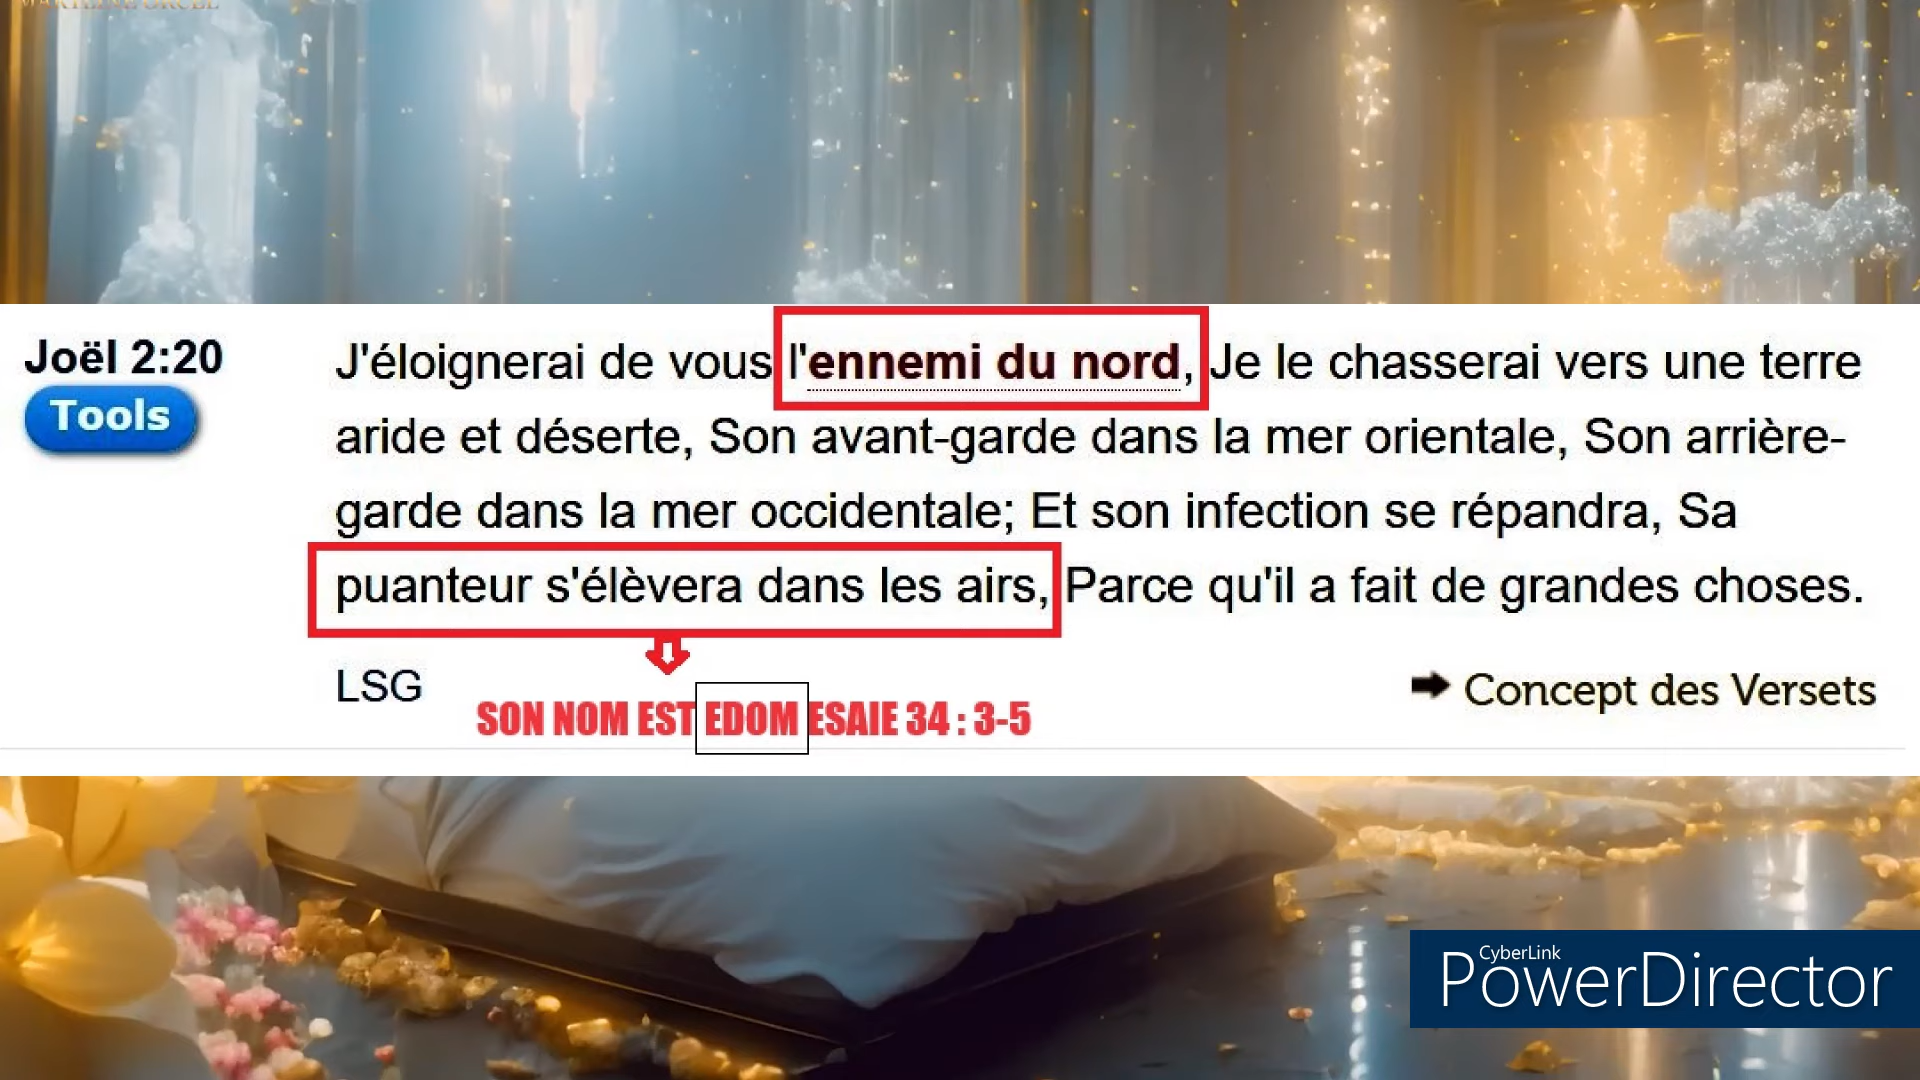 Joël 2:20
Tools
J'éloignerai de vous l'ennemi du nord, Je le chasserai vers une terre
aride et déserte, Son avant-garde dans la mer orientale, Son arrière-
garde dans la mer occidentale; Et son infection se répandra, Sa
puanteur s'élèvera dans les airs, Parce qu'il a fait de grandes choses.
LSG
Concept des Versets
SON NOM EST EDOM ESAIE 34 : 3-5
CyberLink
PowerDirector